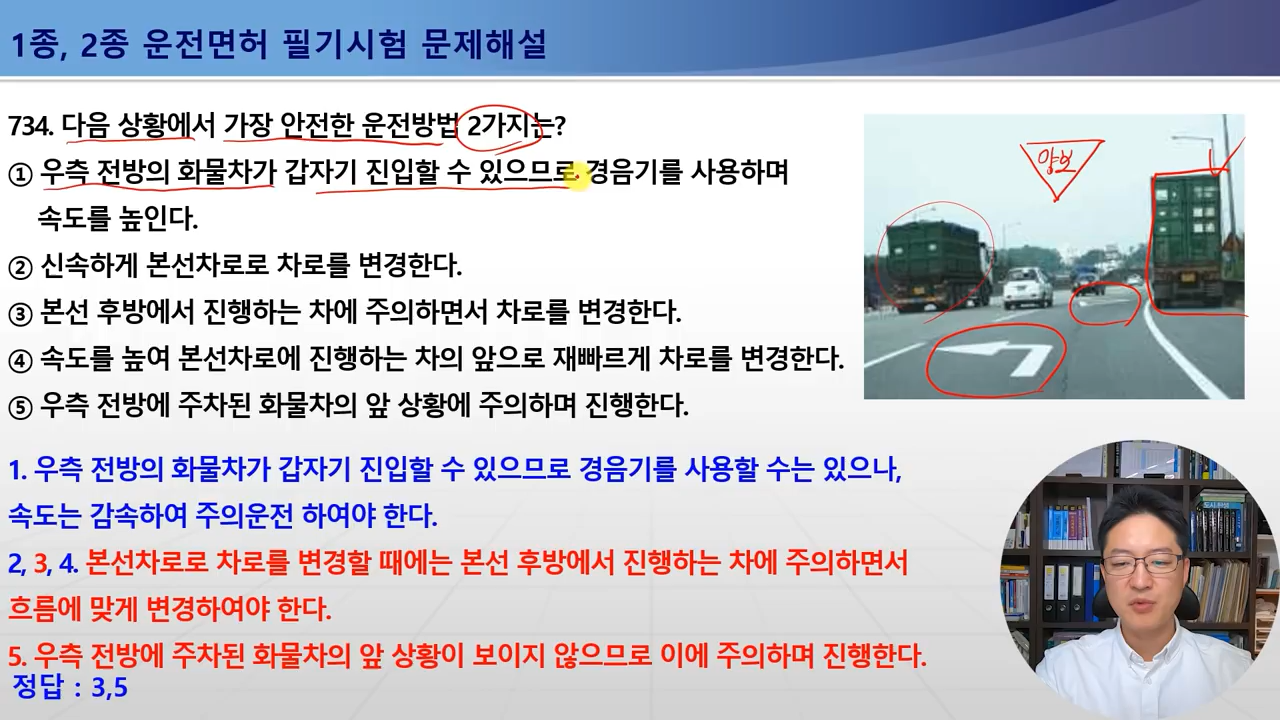 1종, 2종 운전면허 필기시험 문제해설
734. 다음 상황에서 가장 안전한 운전방법 2가지는?
① 우측 전방의 화물차가 갑자기 진입할 수 있으므로 경음기를 사용하며
속도를 높인다.
② 신속하게 본선차로로 차로를 변경한다.
③ 본선 후방에서 진행하는 차에 주의하면서 차로를 변경한다.
④ 속도를 높여 본선차로에 진행하는 차의 앞으로 재빠르게 차로를 변경한다.
⑤ 우측 전방에 주차된 화물차의 앞 상황에 주의하며 진행한다.
양보
1. 우측 전방의 화물차가 갑자기 진입할 수 있으므로 경음기를 사용할 수는 있으나,
속도는 감속하여 주의운전 하여야 한다.
2, 3, 4. 본선차로로 차로를 변경할 때에는 본선 후방에서 진행하는 차에 주의하면서
흐름에 맞게 변경하여야 한다.
5. 우측 전방에 주차된 화물차의 앞 상황이 보이지 않으므로 이에 주의하며 진행한다.
정답 : 3,5